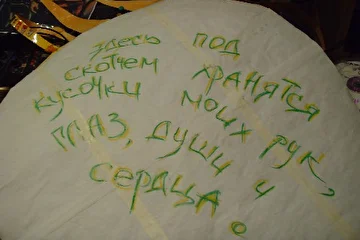 здесь под
скотчем хранятся
кусочки моих рук,
глаз, души и
сердца.